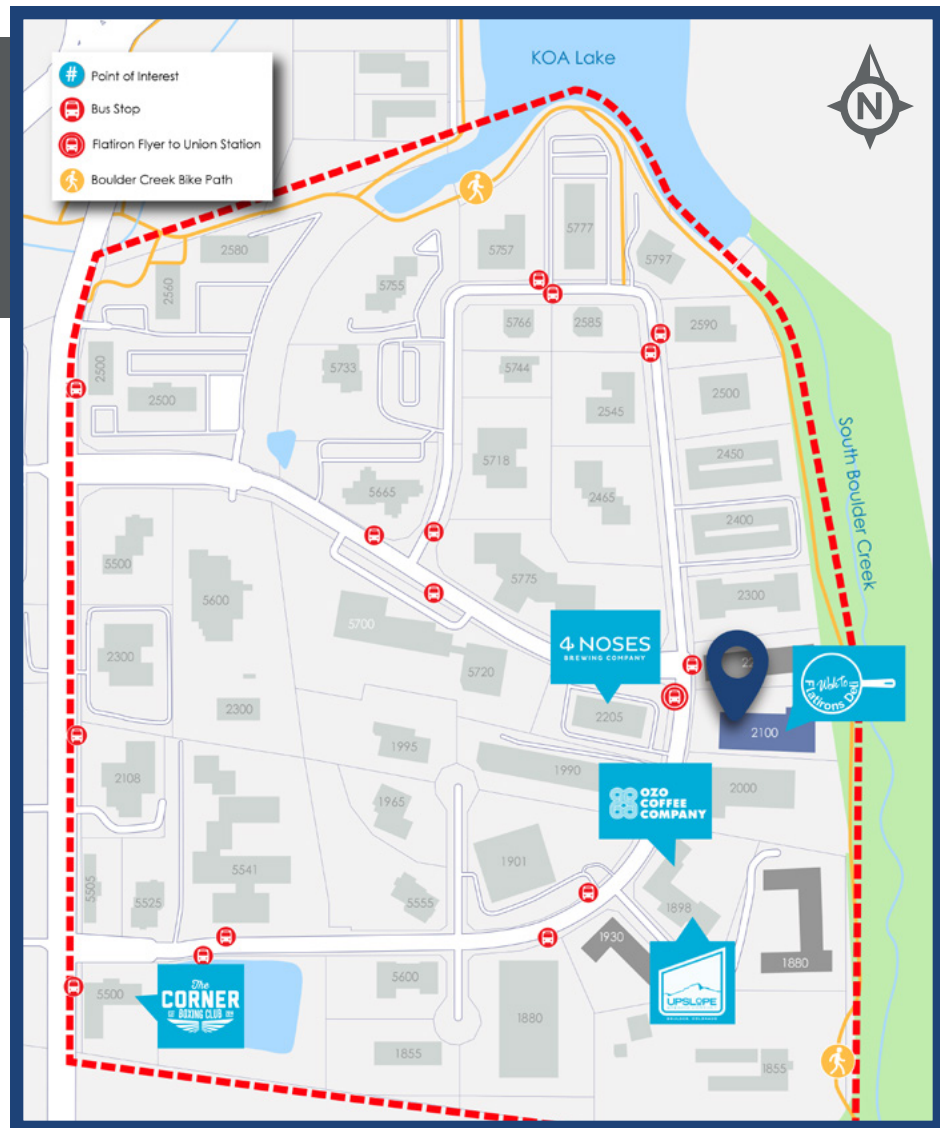 KOA Lake
#
Point of Interest
Bus Stop
Flatiron Flyer to Union Station
Boulder Creek Bike Path
N
2580
2560
5757
5777
5797
5755
2500
2500
5766
2585
2590
5733
5744
2545
2500
South Boulder Creek
5718
2450
5665
2465
2400
5500
5600
5775
2300
5700
4 NOSES
BREWING COMPANY
2300
5720
2205
Wok To
Flatirons Deli
2100
2300
1995
1990
2000
2108
1965
OZO
COFFEE
COMPANY
5541
1901
5505
5525
5555
1898
1930
1880
UPSLOPE
5500
The
CORNER
BOXING CLUB
5600
1880
1855
1855